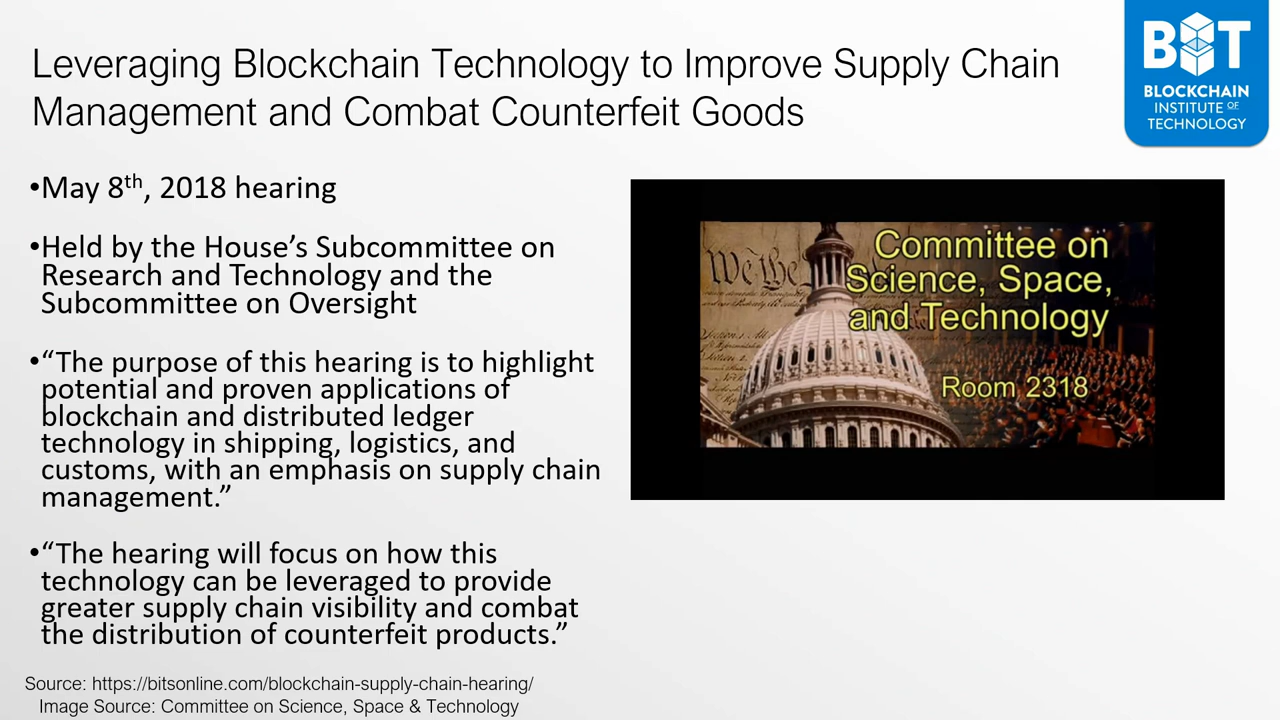 Leveraging Blockchain Technology to Improve Supply Chain
Management and Combat Counterfeit Goods
B T
BLOCKCHAIN
INSTITUTE OF
TECHNOLOGY
•May 8th, 2018 hearing
•Held by the House’s Subcommittee on
Research and Technology and the
Subcommittee on Oversight
•“The purpose of this hearing is to highlight
potential and proven applications of
blockchain and distributed ledger
technology in shipping, logistics, and
customs, with an emphasis on supply chain
management.”
•“The hearing will focus on how this
technology can be leveraged to provide
greater supply chain visibility and combat
the distribution of counterfeit products.”
We the
Committee on
Science, Space,
and Technology
Room 2318
Source: https://bitsonline.com/blockchain-supply-chain-hearing/
Image Source: Committee on Science, Space & Technology